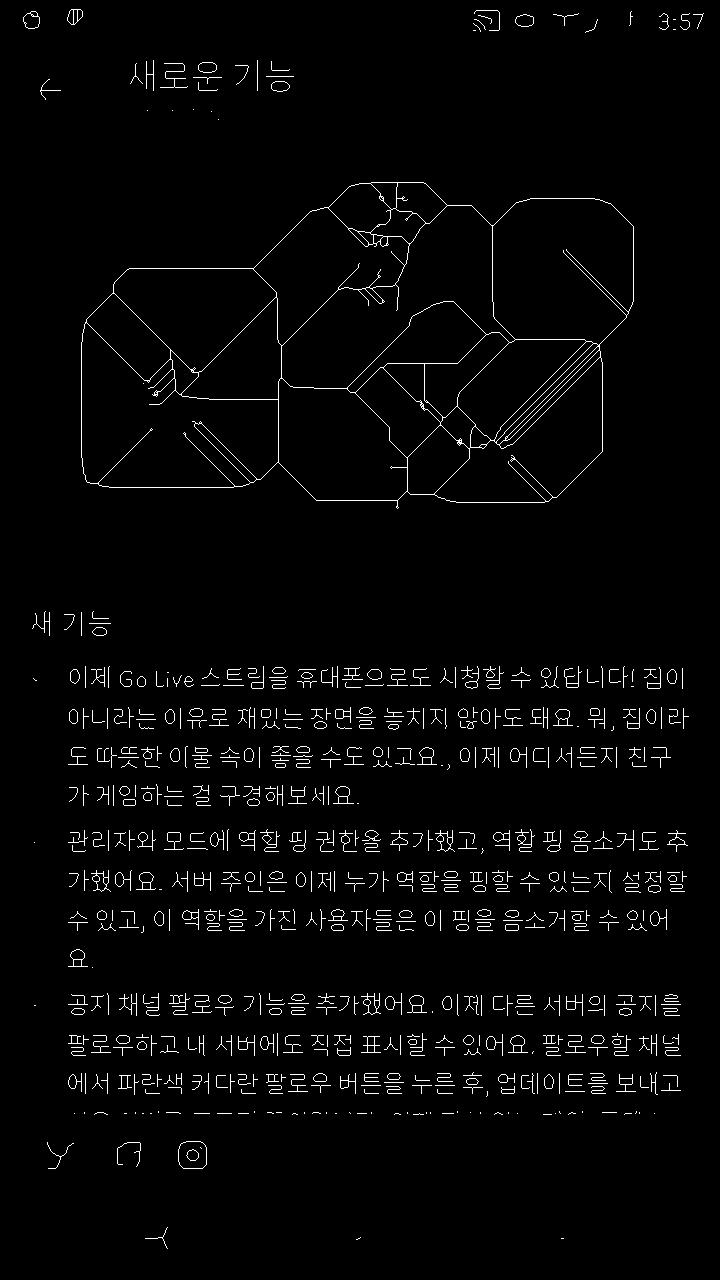 3:57
새로운 기능
새 기능
이제 Go Live 스트림을 휴대폰으로도 시청할 수 있답니다! 집이
아니라는 이유로 재밌는 장면을 놓치지 않아도 돼요. 뭐, 집이라
도 따뜻한 이불 속이 좋을 수도 있고요., 이제 어디서든지 친구
가 게임하는 걸 구경해보세요.
관리자와 모드에 역할 핑 권한을 추가했고, 역할 핑 음소거도 추
가했어요. 서버 주인은 이제 누가 역할을 핑할 수 있는지 설정할
수 있고, 이 역할을 가진 사용자들은 이 핑을 음소거할 수 있어
요.
공지 채널 팔로우 기능을 추가했어요. 이제 다른 서버의 공지를
팔로우하고 내 서버에도 직접 표시할 수 있어요. 팔로우할 채널
에서 파란색 커다란 팔로우 버튼을 누른 후, 업데이트를 보내고